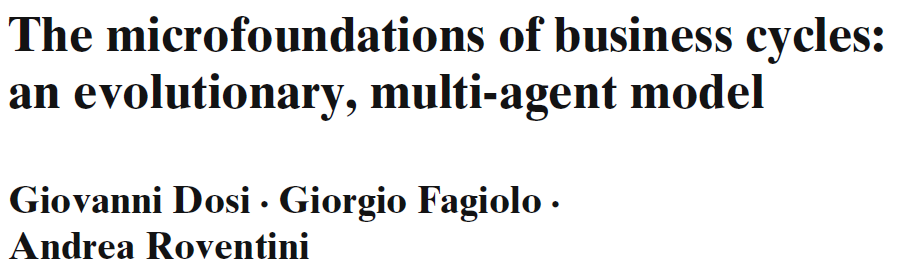 The microfoundations of business cycles:
an evolutionary, multi-agent model
Giovanni Dosi · Giorgio Fagiolo ·
Andrea Roventini